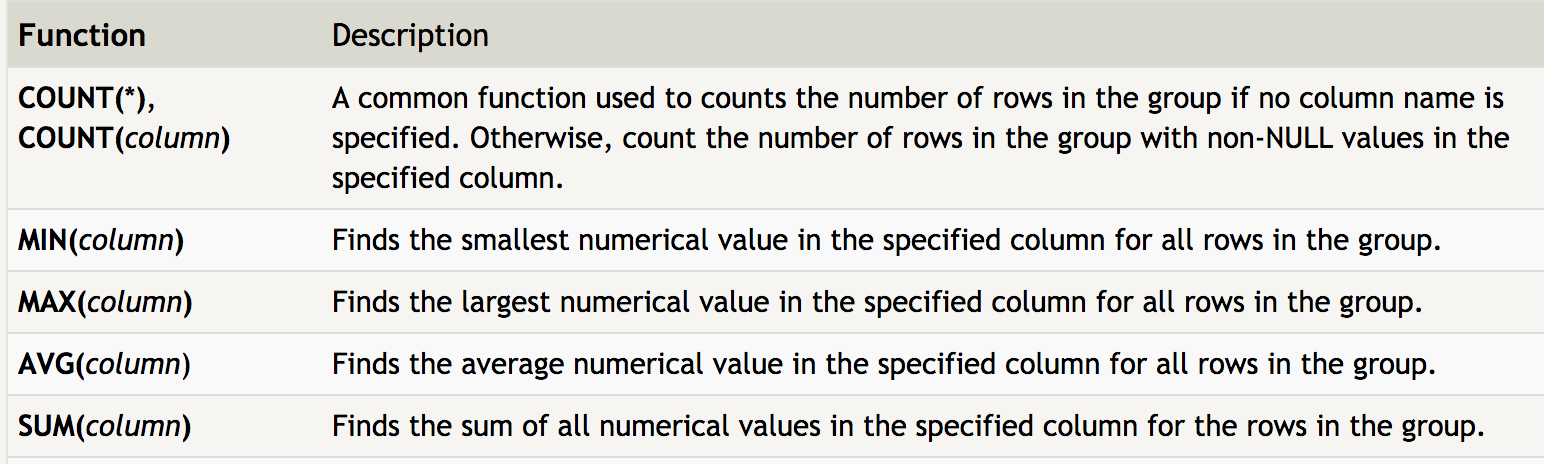 Function Description
COUNT(*), A common function used to counts the number of rows in the group if no column name is
COUNT(column) specified. Otherwise, count the number of rows in the group with non-NULL values in the
specified column.
MIN(column) Finds the smallest numerical value in the specified column for all rows in the group.
MAX(column) Finds the largest numerical value in the specified column for all rows in the group.
AVG(column) Finds the average numerical value in the specified column for all rows in the group.
SUM(column) Finds the sum of all numerical values in the specified column for the rows in the group.